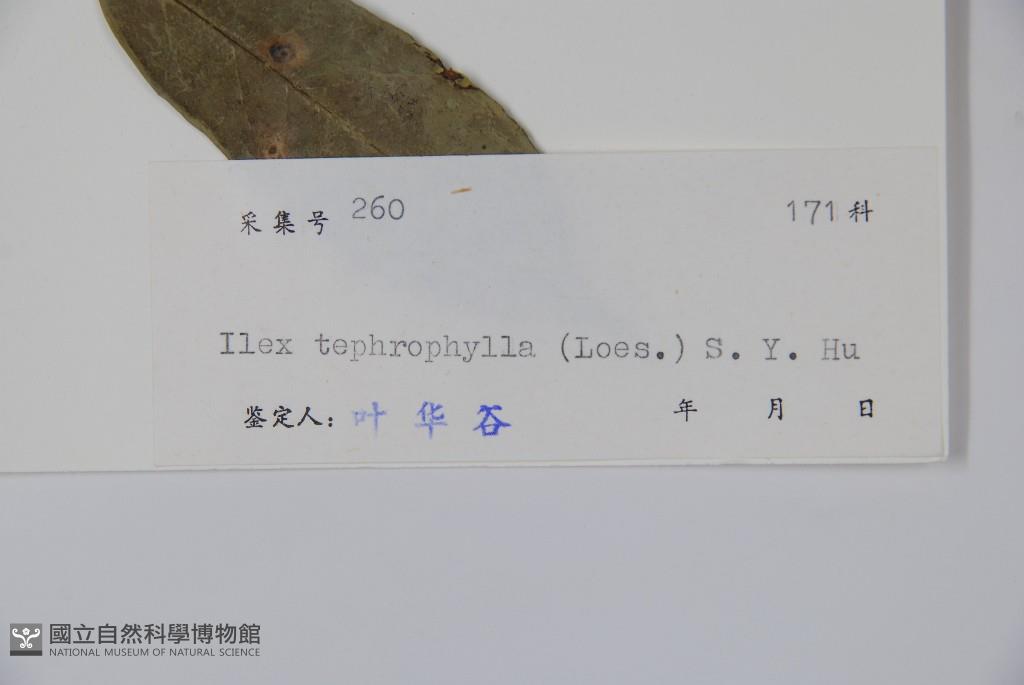 采集号 260 171 科
Ilex tephrophylla (Loes.) S. Y. Hu
鉴定人: 叶 华 谷 年 月 日
國立自然科學博物館
NATIONAL MUSEUM OF NATURAL SCIENCE